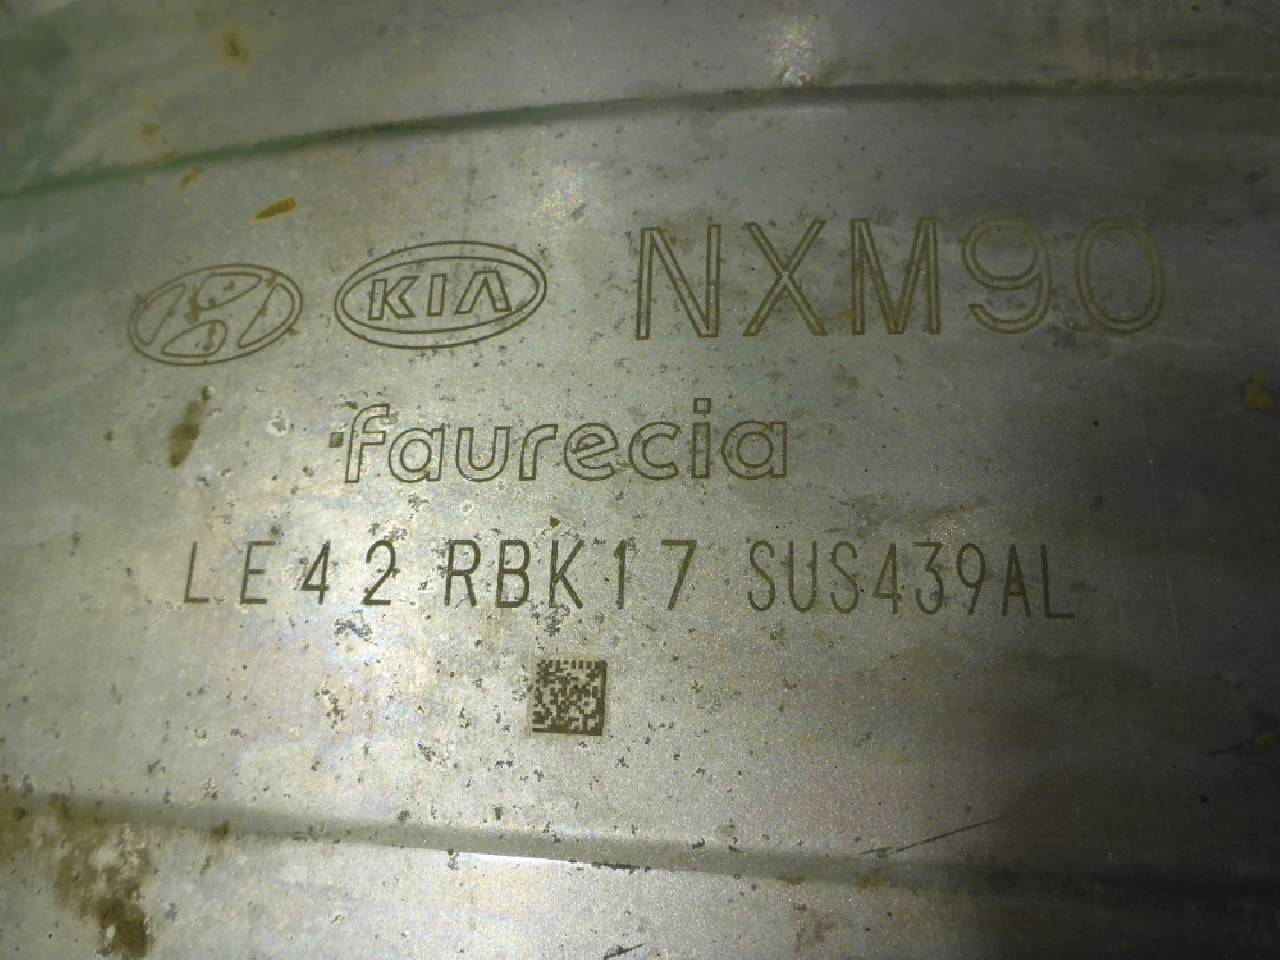 KIA NXM90
faurecia
LE42 RBK17 SUS439AL